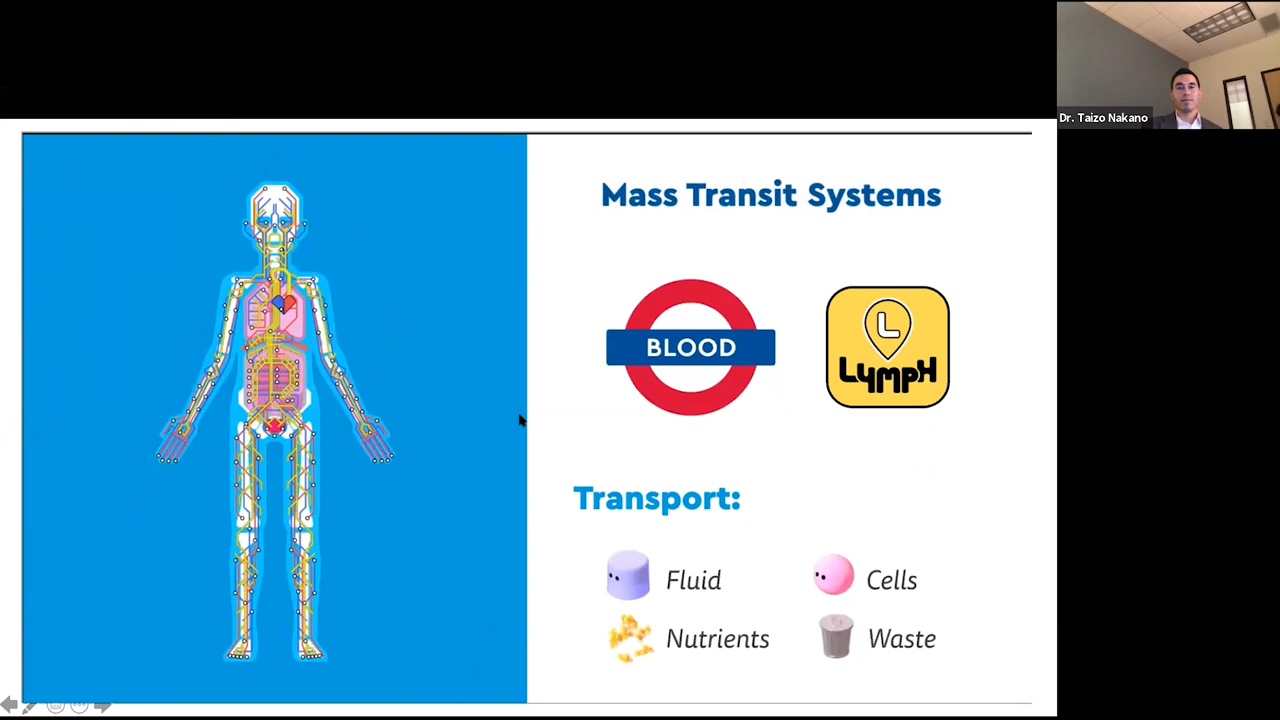 Dr. Taizo Nakano
Mass Transit Systems
BLOOD
L
LYMPH
Transport:
Fluid
Cells
Nutrients
Waste